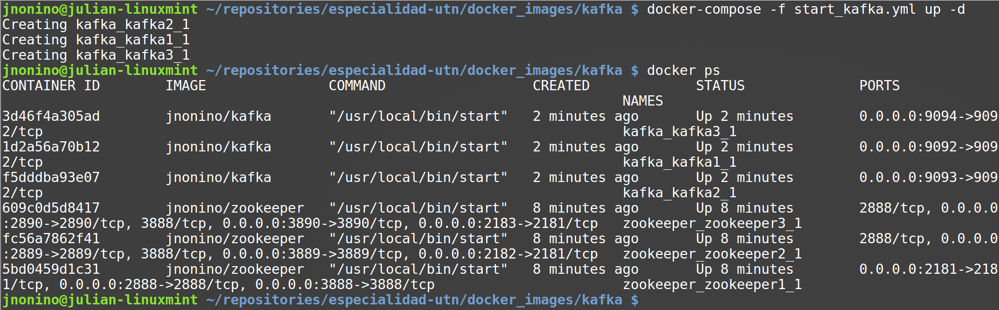 jnonino@julian-linuxmint ~/repositories/especialidad-utn/docker_images/kafka $ docker-compose -f start_kafka.yml up -d
Creating kafka_kafka2_1
Creating kafka_kafka1_1
Creating kafka_kafka3_1
jnonino@julian-linuxmint ~/repositories/especialidad-utn/docker_images/kafka $ docker ps
CONTAINER ID        IMAGE               COMMAND                  CREATED             STATUS              PORTS
                                                                            NAMES
3d46f4a305ad        jnonino/kafka       "/usr/local/bin/start"   2 minutes ago       Up 2 minutes        0.0.0.0:9094->909
2/tcp                                                                       kafka_kafka3_1
1d2a56a70b12        jnonino/kafka       "/usr/local/bin/start"   2 minutes ago       Up 2 minutes        0.0.0.0:9092->909
2/tcp                                                                       kafka_kafka1_1
f5dddba93e07        jnonino/kafka       "/usr/local/bin/start"   2 minutes ago       Up 2 minutes        0.0.0.0:9093->909
2/tcp                                                                       kafka_kafka2_1
609c0d5d8417        jnonino/zookeeper   "/usr/local/bin/start"   8 minutes ago       Up 8 minutes        2888/tcp, 0.0.0.0
:2890->2890/tcp, 3888/tcp, 0.0.0.0:3890->3890/tcp, 0.0.0.0:2183->2181/tcp   zookeeper_zookeeper3_1
fc56a7862f41        jnonino/zookeeper   "/usr/local/bin/start"   8 minutes ago       Up 8 minutes        2888/tcp, 0.0.0.0
:2889->2889/tcp, 3888/tcp, 0.0.0.0:3889->3889/tcp, 0.0.0.0:2182->2181/tcp   zookeeper_zookeeper2_1
5bd0459d1c31        jnonino/zookeeper   "/usr/local/bin/start"   8 minutes ago       Up 8 minutes        0.0.0.0:2181->218
1/tcp, 0.0.0.0:2888->2888/tcp, 0.0.0.0:3888->3888/tcp                       zookeeper_zookeeper1_1
jnonino@julian-linuxmint ~/repositories/especialidad-utn/docker_images/kafka $